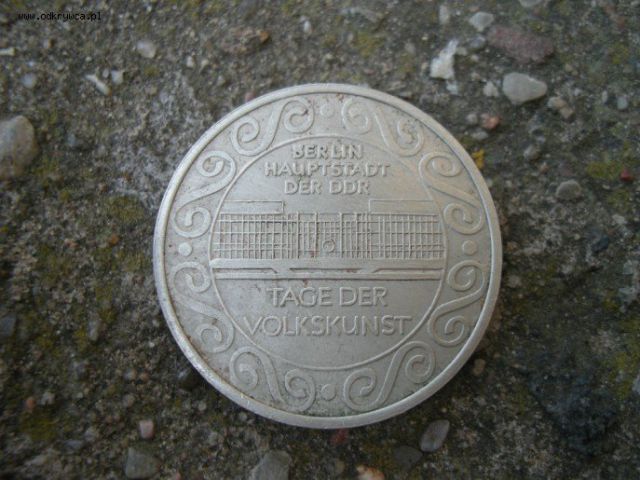 www.odkrywca.pl
BERLIN
HAUPTSTADT
DER DDR
TAGE DER
VOLKSKUNST